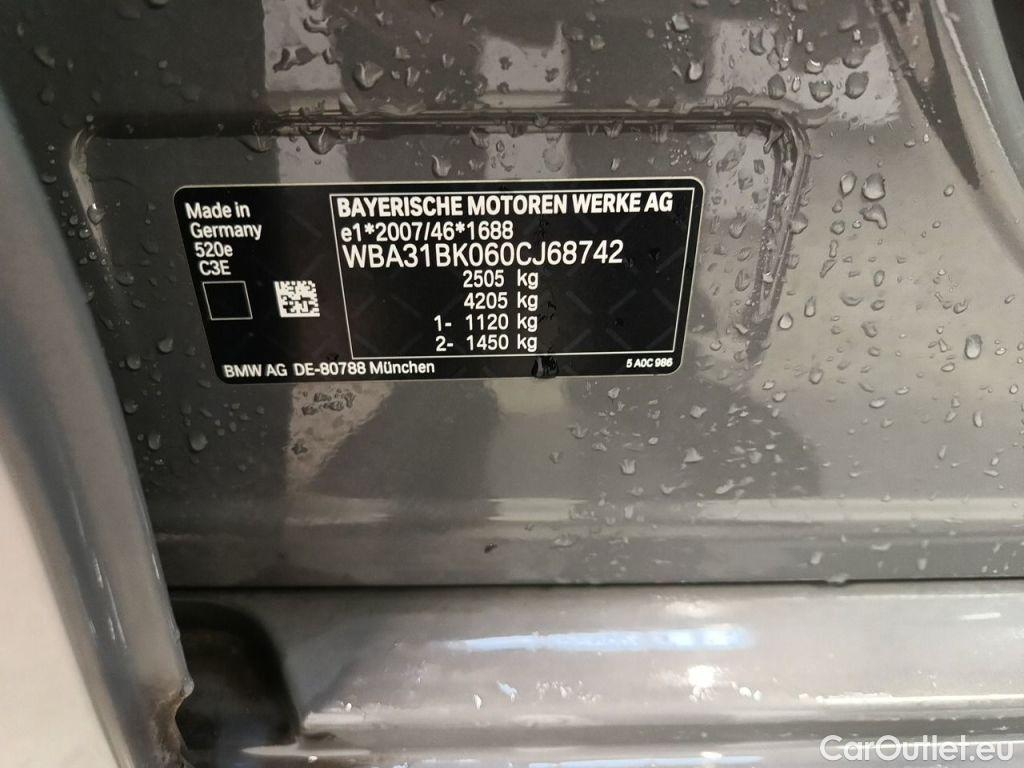 Made in
Germany
520e
C3E
BAYERISCHE MOTOREN WERKE AG
e1*2007/46*1688
WBA31BK060CJ68742
2505 kg
4205 kg
1- 1120 kg
2- 1450 kg
BMW AG DE-80788 München
5 A0C 986
CarOutlet.eu